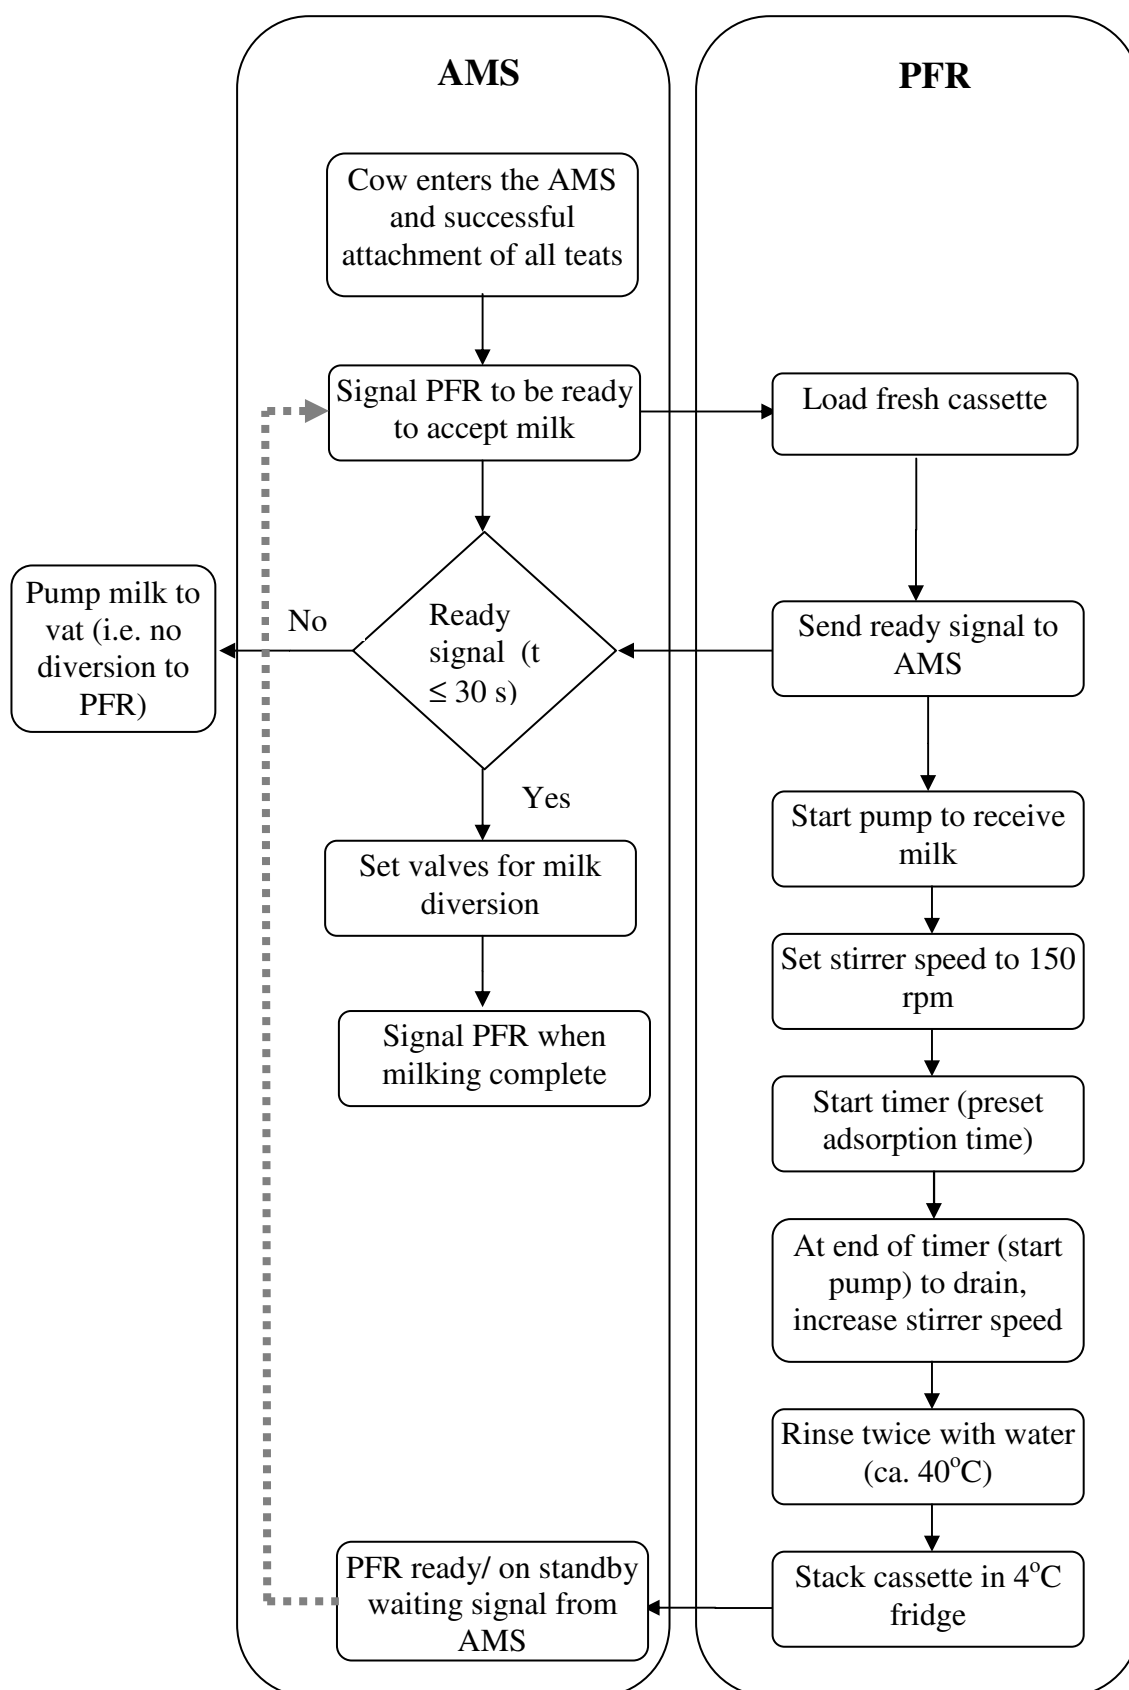 AMS
PFR
Cow enters the AMS
and successful
attachment of all teats
Signal PFR to be ready
to accept milk
Load fresh cassette
Pump milk to
vat (i.e. no
diversion to
PFR)
No
Ready
signal (t
≤ 30 s)
Send ready signal to
AMS
Yes
Start pump to receive
milk
Set valves for milk
diversion
Set stirrer speed to 150
rpm
Signal PFR when
milking complete
Start timer (preset
adsorption time)
At end of timer (start
pump) to drain,
increase stirrer speed
Rinse twice with water
(ca. 40°C)
PFR ready/ on standby
waiting signal from
AMS
Stack cassette in 4°C
fridge